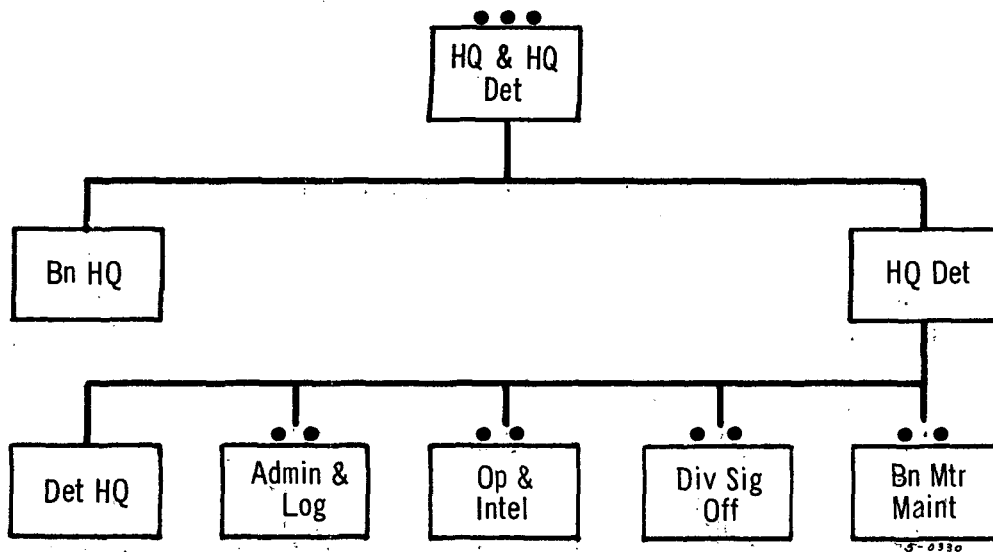 HQ & HQ
Det
Bn HQ
HQ Det
Det HQ
Admin &
Log
Op &
Intel
Div Sig
Off
Bn Mtr
Maint
5-0330